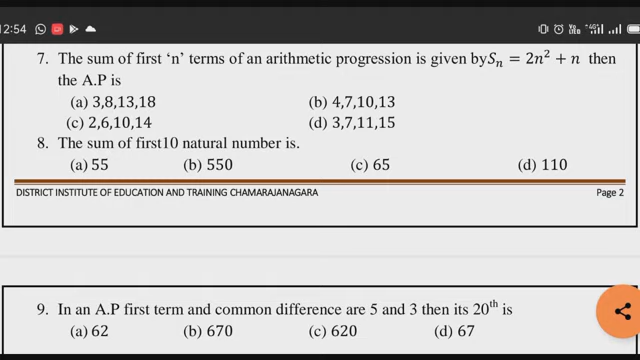 12:54
7. The sum of first ‘n’ terms of an arithmetic progression is given by Sₙ = 2n² + n then
the A.P is
(a) 3,8,13,18 (b) 4,7,10,13
(c) 2,6,10,14 (d) 3,7,11,15
8. The sum of first10 natural number is.
(a) 55 (b) 550 (c) 65 (d) 110
DISTRICT INSTITUTE OF EDUCATION AND TRAINING CHAMARAJANAGARA Page 2
9. In an A.P first term and common difference are 5 and 3 then its 20ᵗʰ is
(a) 62 (b) 670 (c) 620 (d) 67